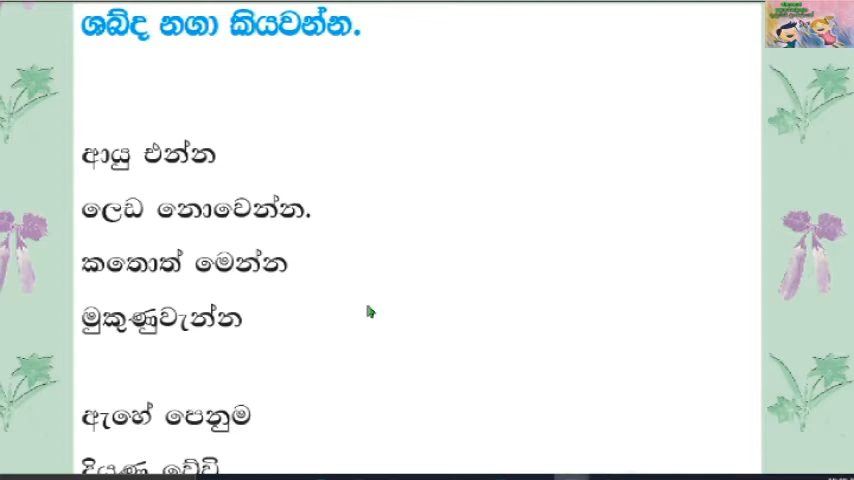 ශබ්ද නගා කියවන්න.
ආයු එන්න
ලෙඩ නොවෙන්න.
කතොත් මෙන්න
මුකුණුවැන්න
ඇහේ පෙනුම
දියුණු වේවි